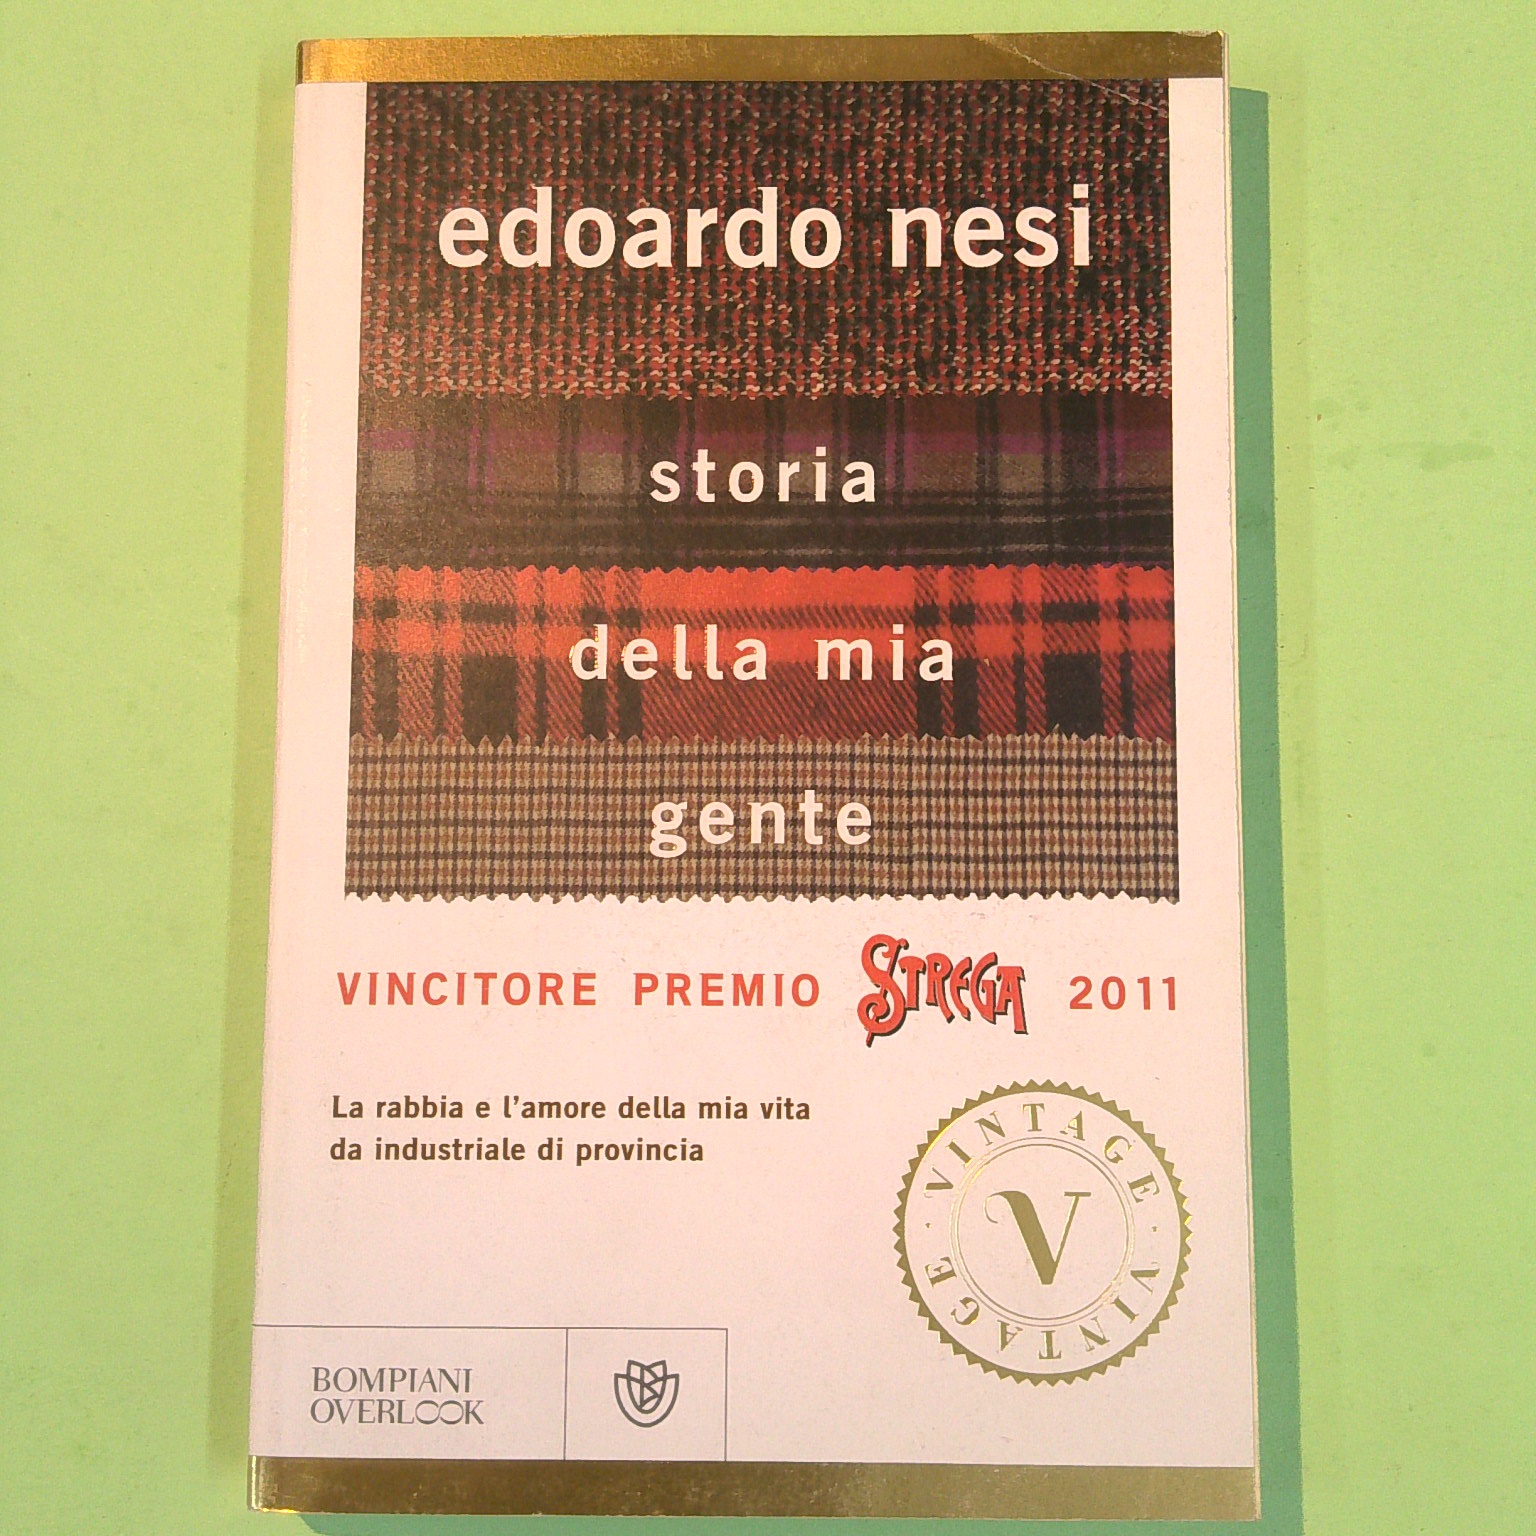 edoardo nesi
storia
della mia
gente
VINCITORE PREMIO STREGA 2011
La rabbia e l'amore della mia vita
da industriale di provincia
VINTAGE · VINTAGE ·
V
BOMPIANI
OVERLOOK